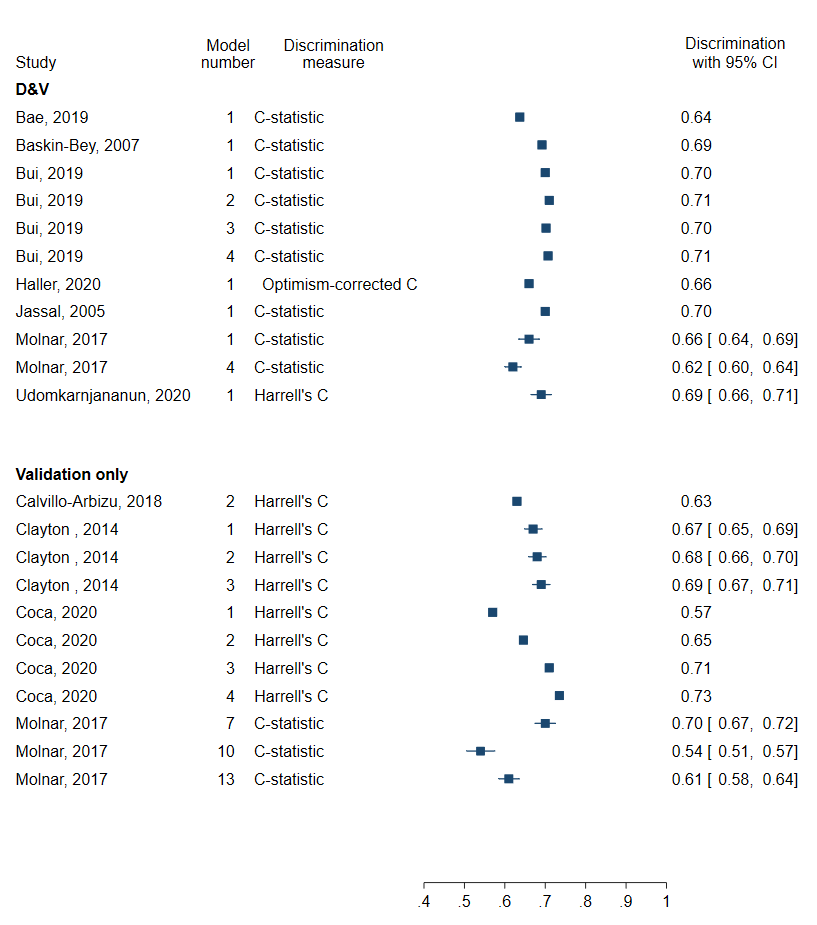 Study Model number Discrimination measure Discrimination with 95% CI
D&V
Bae, 2019 1 C-statistic 0.64
Baskin-Bey, 2007 1 C-statistic 0.69
Bui, 2019 1 C-statistic 0.70
Bui, 2019 2 C-statistic 0.71
Bui, 2019 3 C-statistic 0.70
Bui, 2019 4 C-statistic 0.71
Haller, 2020 1 Optimism-corrected C 0.66
Jassal, 2005 1 C-statistic 0.70
Molnar, 2017 1 C-statistic 0.66 [ 0.64, 0.69]
Molnar, 2017 4 C-statistic 0.62 [ 0.60, 0.64]
Udomkarnjananun, 2020 1 Harrell's C 0.69 [ 0.66, 0.71]
Validation only
Calvillo-Arbizu, 2018 2 Harrell's C 0.63
Clayton , 2014 1 Harrell's C 0.67 [ 0.65, 0.69]
Clayton , 2014 2 Harrell's C 0.68 [ 0.66, 0.70]
Clayton , 2014 3 Harrell's C 0.69 [ 0.67, 0.71]
Coca, 2020 1 Harrell's C 0.57
Coca, 2020 2 Harrell's C 0.65
Coca, 2020 3 Harrell's C 0.71
Coca, 2020 4 Harrell's C 0.73
Molnar, 2017 7 C-statistic 0.70 [ 0.67, 0.72]
Molnar, 2017 10 C-statistic 0.54 [ 0.51, 0.57]
Molnar, 2017 13 C-statistic 0.61 [ 0.58, 0.64]
.4 .5 .6 .7 .8 .9 1